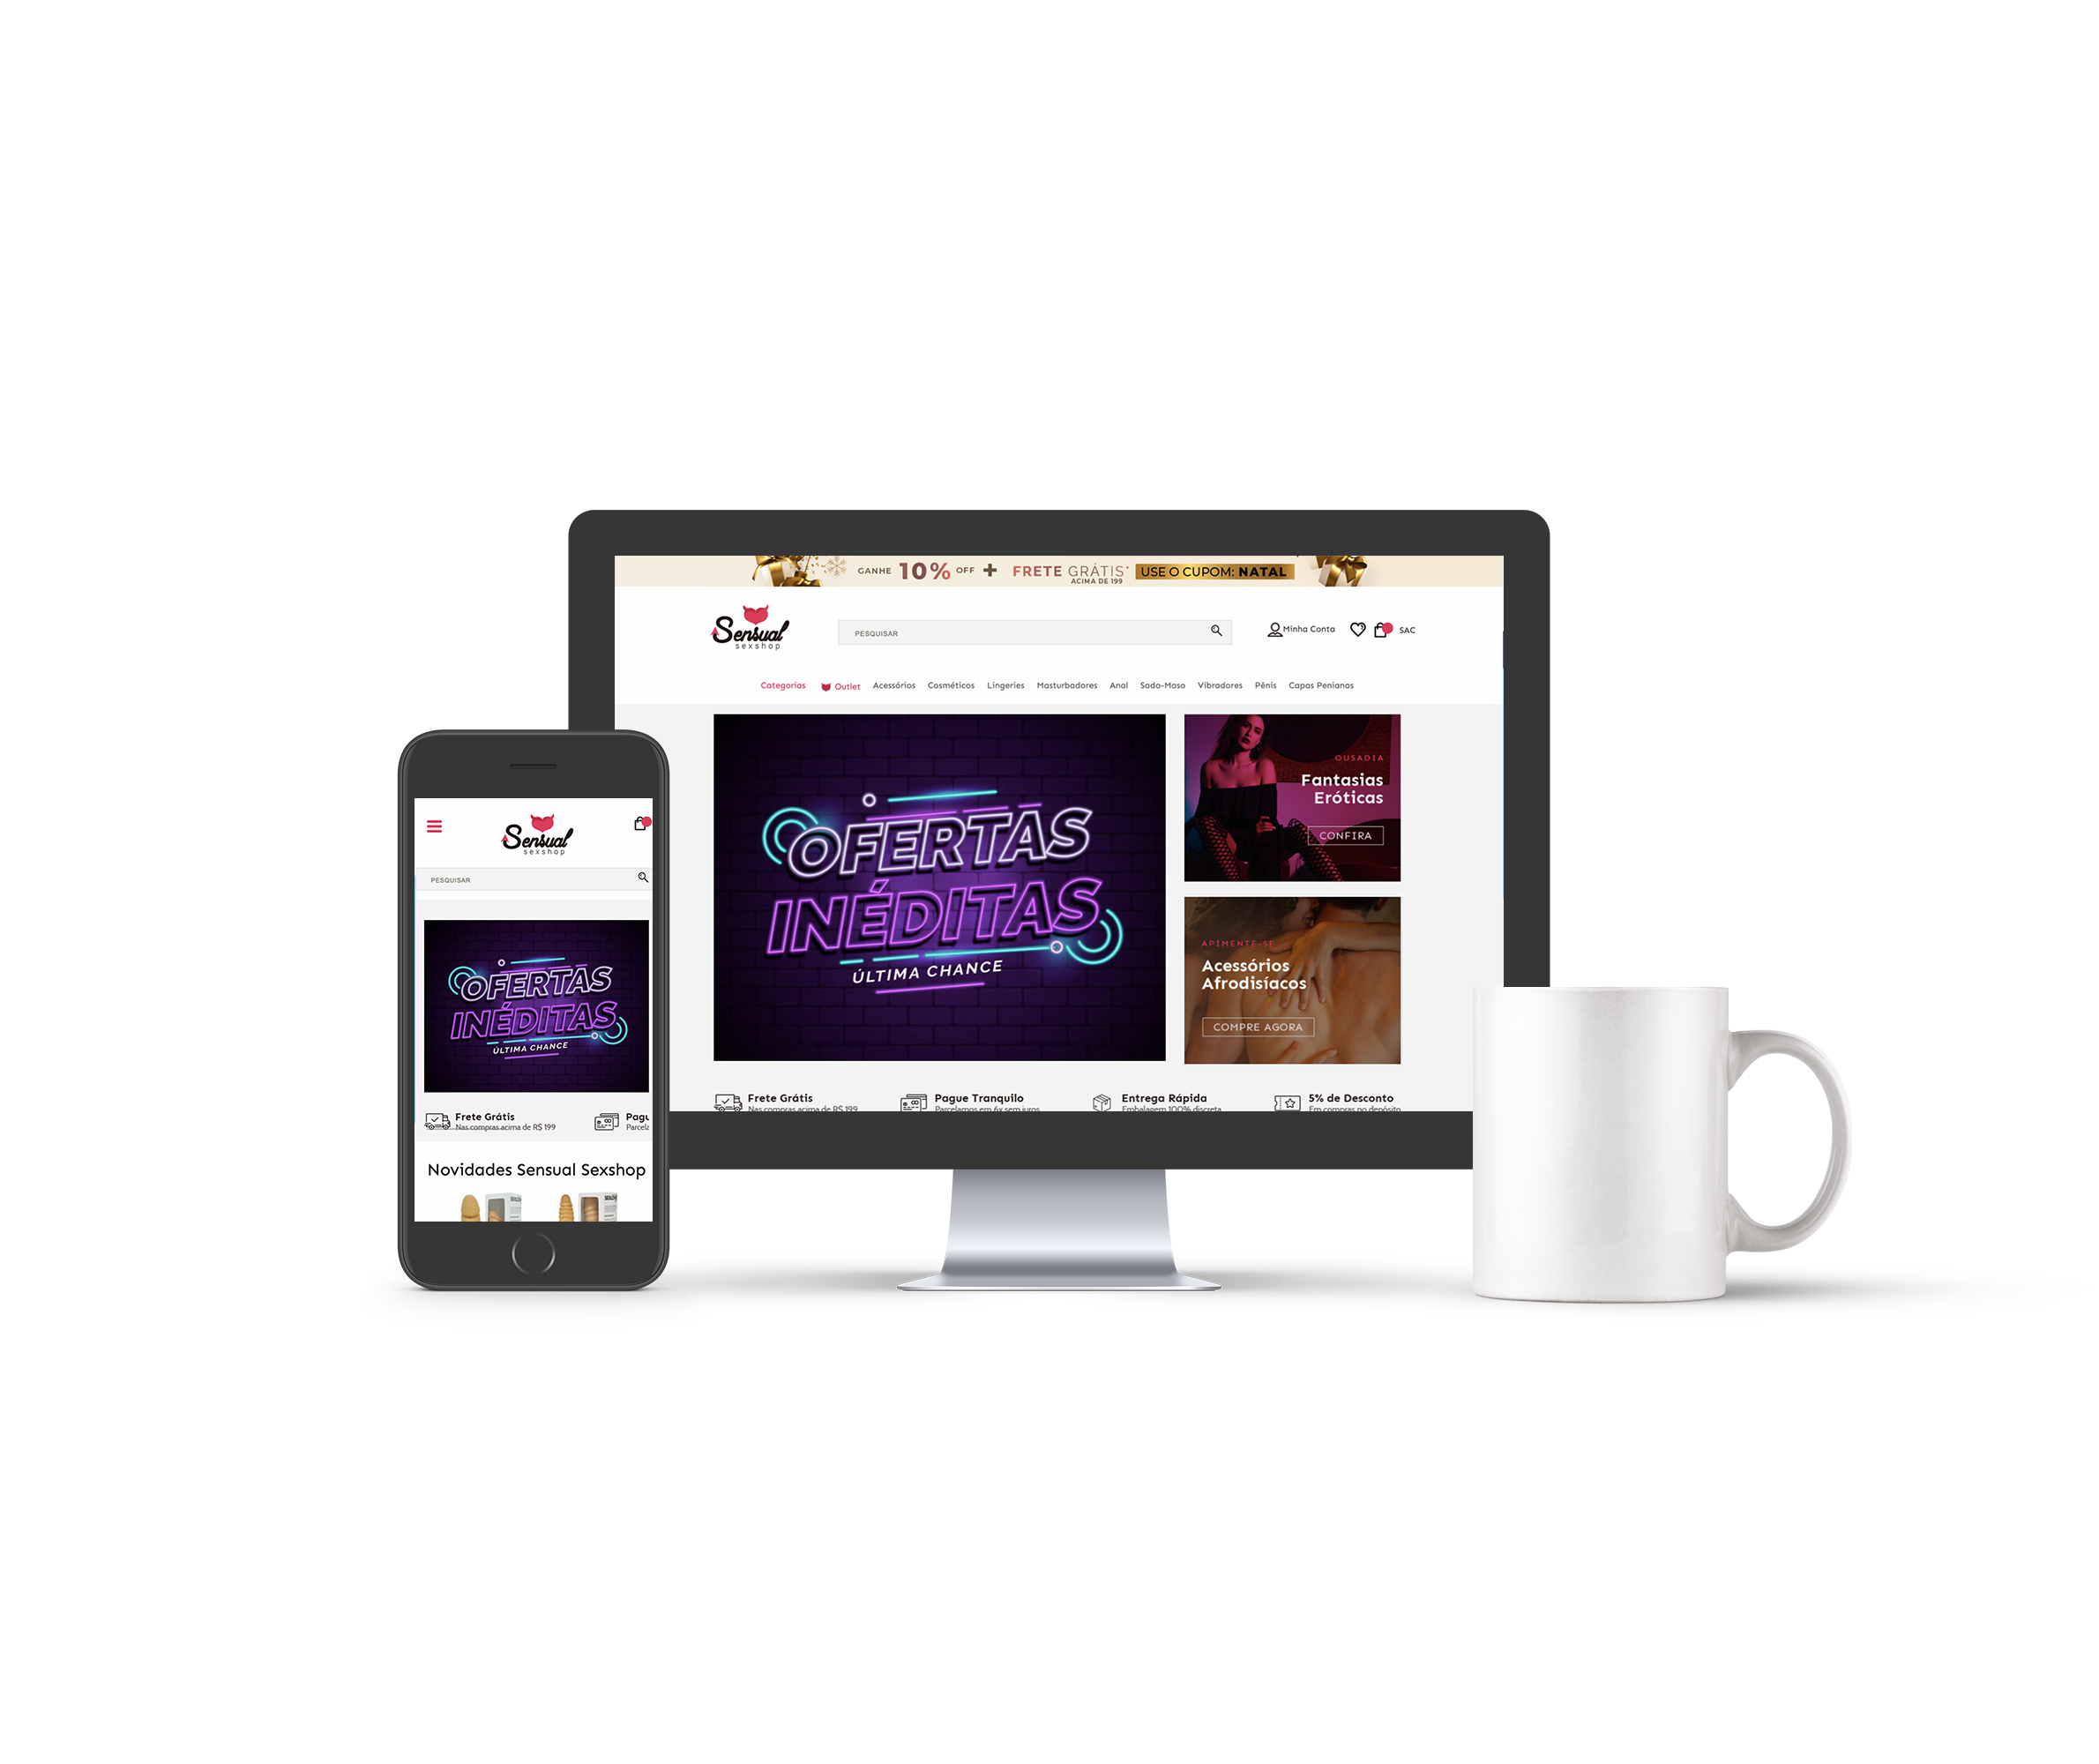 GANHE 10% OFF + FRETE GRÁTIS* USE O CUPOM: NATAL
ACIMA DE 199
Sensual
sexshop
PESQUISAR
Minha Conta
SAC
Categorias Outlet Acessórios Cosméticos Lingeries Masturbadores Anal Sado-Maso Vibradores Pênis Capas Penianas
OFERTAS
INÉDITAS
ÚLTIMA CHANCE
OUSADIA
Fantasias
Eróticas
CONFIRA
APIMENTE-SE
Acessórios
Afrodisíacos
COMPRE AGORA
Frete Grátis
Nas compras acima de R$ 199
Pague Tranquilo
Parcelamos em 6x sem juros
Entrega Rápida
Embalagem 100% discreta
5% de Desconto
Em compras no depósito
Sensual
sexshop
PESQUISAR
OFERTAS
INÉDITAS
ÚLTIMA CHANCE
Frete Grátis
Nas compras acima de R$ 199
Pagu
Parcela
Novidades Sensual Sexshop